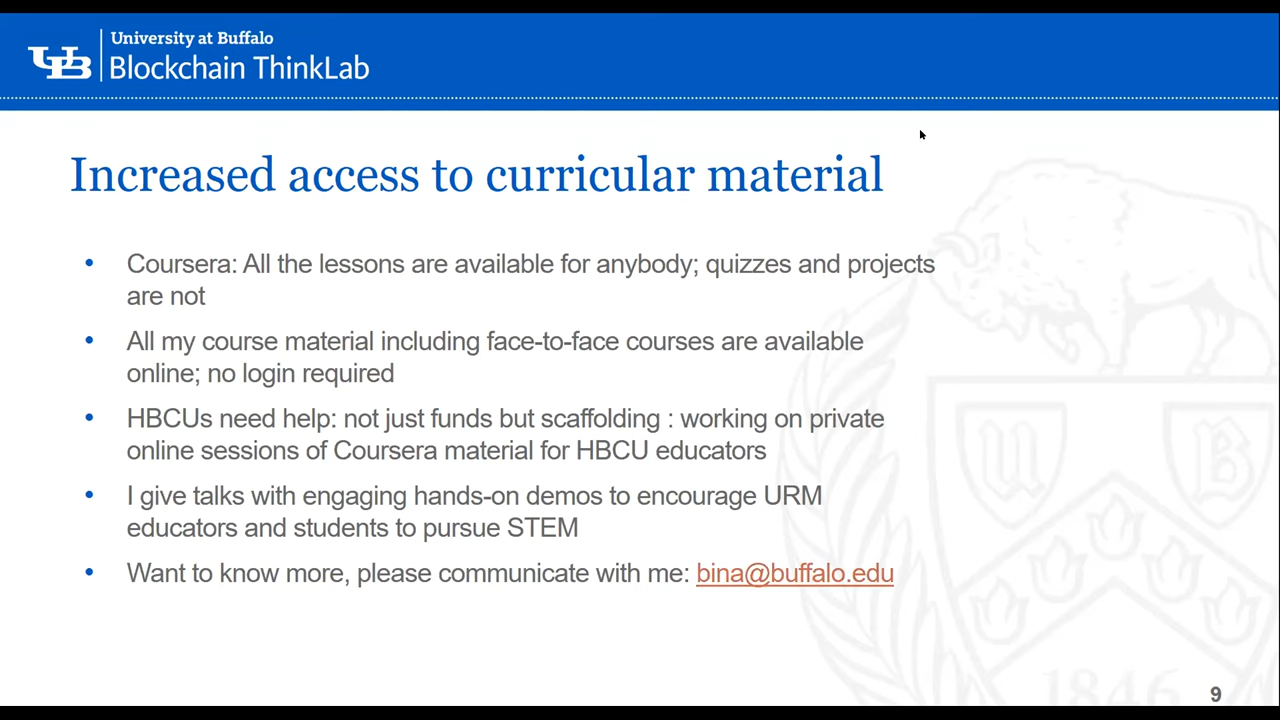 University at Buffalo
UB
Blockchain ThinkLab
Increased access to curricular material
• Coursera: All the lessons are available for anybody; quizzes and projects
are not
• All my course material including face-to-face courses are available
online; no login required
• HBCUs need help: not just funds but scaffolding : working on private
online sessions of Coursera material for HBCU educators
• I give talks with engaging hands-on demos to encourage URM
educators and students to pursue STEM
• Want to know more, please communicate with me: bina@buffalo.edu
U B
1846
9